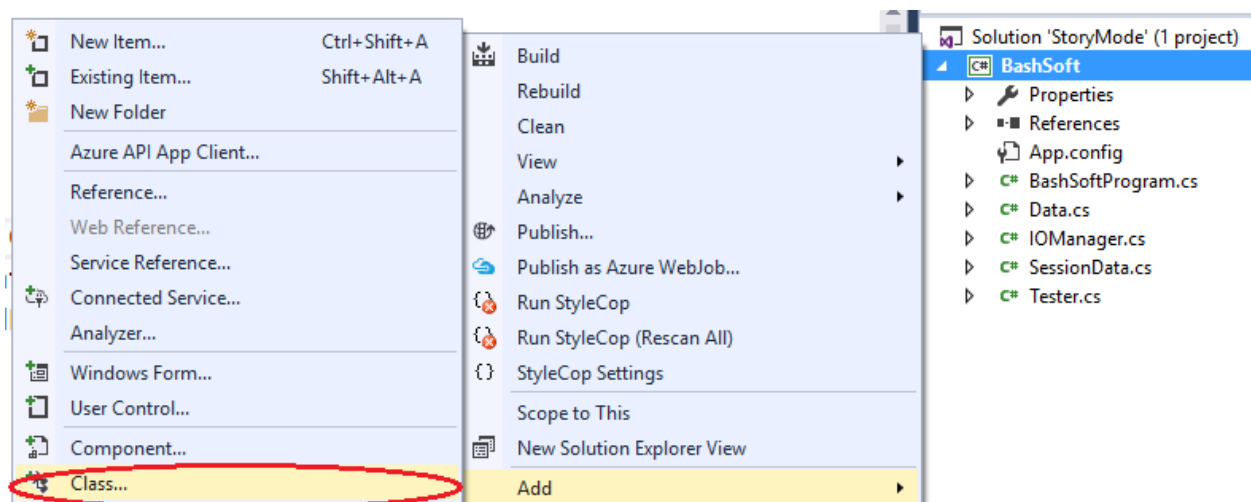 New Item... Ctrl+Shift+A
Existing Item... Shift+Alt+A
New Folder
Azure API App Client...
Reference...
Web Reference...
Service Reference...
Connected Service...
Analyzer...
Windows Form...
User Control...
Component...
Class...
Build
Rebuild
Clean
View
Analyze
Publish...
Publish as Azure WebJob...
Run StyleCop
Run StyleCop (Rescan All)
{} StyleCop Settings
Scope to This
New Solution Explorer View
Add
Solution 'StoryMode' (1 project)
C# BashSoft
Properties
References
App.config
C# BashSoftProgram.cs
C# Data.cs
C# IOManager.cs
C# SessionData.cs
C# Tester.cs